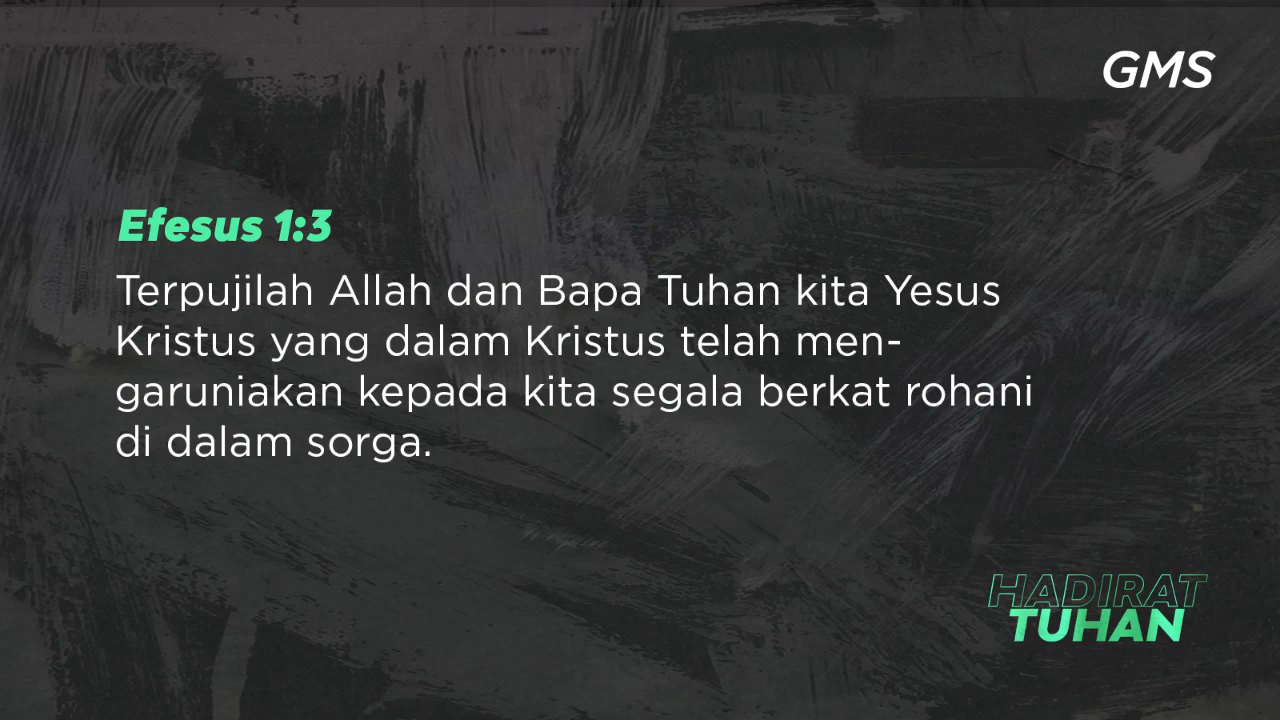 GMS
Efesus 1:3
Terpujilah Allah dan Bapa Tuhan kita Yesus
Kristus yang dalam Kristus telah men-
garuniakan kepada kita segala berkat rohani
di dalam sorga.
HADIRAT
TUHAN